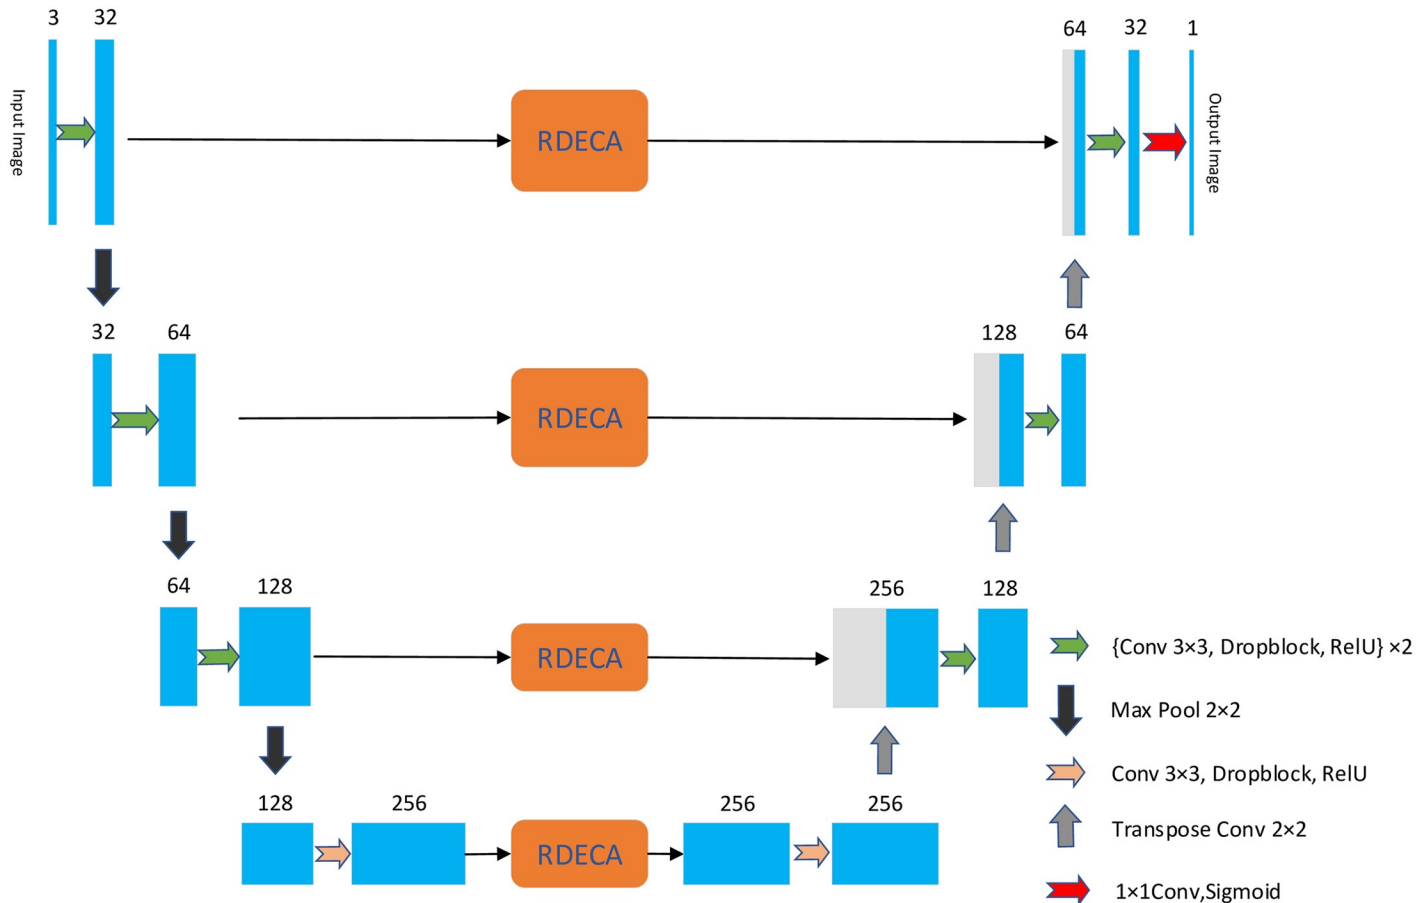 3 32
64 32 1
Input Image
RDECA
Output Image
32 64
128 64
RDECA
64 128
256 128
RDECA
{Conv 3×3, Dropblock, RelU} ×2
Max Pool 2×2
Conv 3×3, Dropblock, RelU
Transpose Conv 2×2
1×1Conv,Sigmoid
128 256
256 256
RDECA